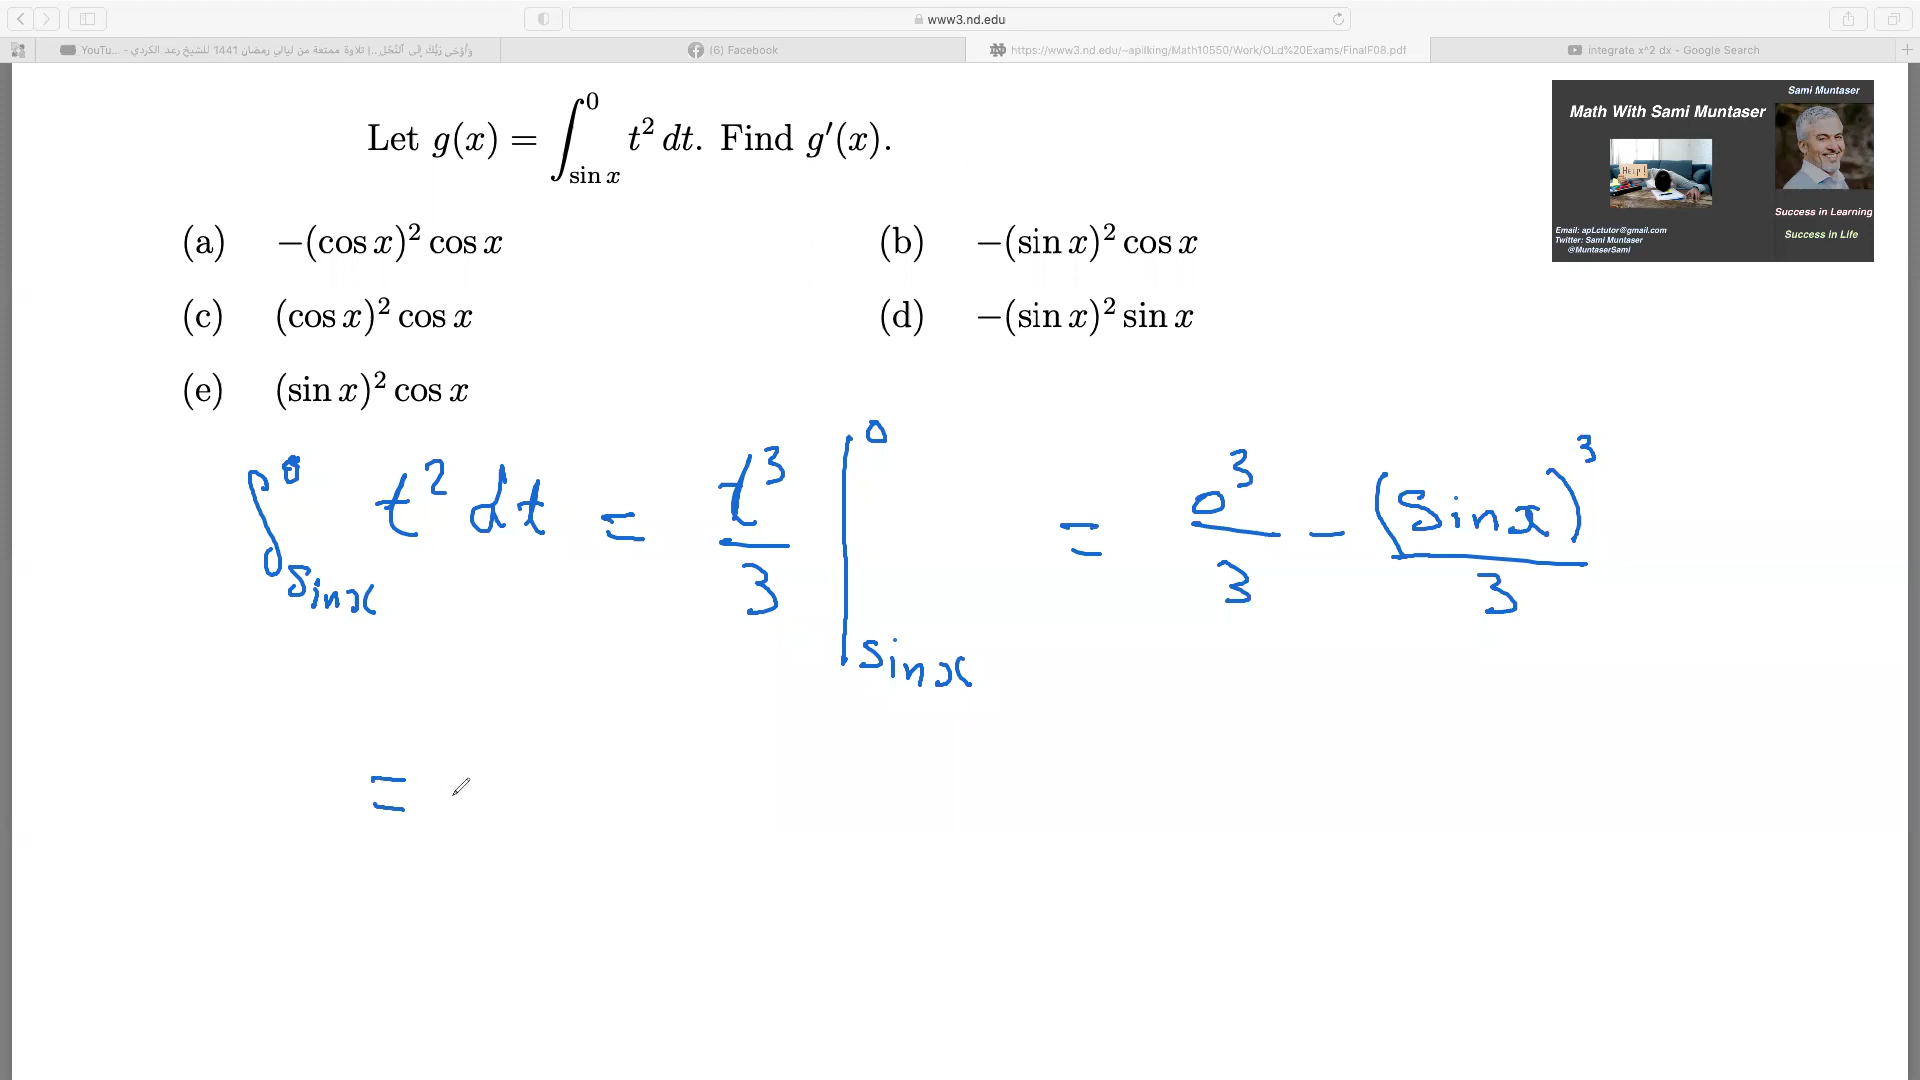 www3.nd.edu
YouTu... - وَأَوْحَى رَبُّكَ إِلَى ٱلنَّحْلِ ..| تلاوة ممتعة من ليالي رمضان 1441 للشيخ رعد الكردي
(6) Facebook
https://www3.nd.edu/~apilking/Math10550/Work/OLd%20Exams/FinalF08.pdf
integrate x^2 dx - Google Search
Let g(x) = ∫_{sin x}^{0} t² dt. Find g′(x).
(a) −(cos x)² cos x
(b) −(sin x)² cos x
(c) (cos x)² cos x
(d) −(sin x)² sin x
(e) (sin x)² cos x
Sami Muntaser
Math With Sami Muntaser
HELP!
Success in Learning
Success in Life
Email: apLctutor@gmail.com
Twitter: Sami Muntaser
@MuntaserSami
∫_{sin x}^{0} t² dt = t³/3 |_{sin x}^{0} = 0³/3 − (sin x)³/3
=